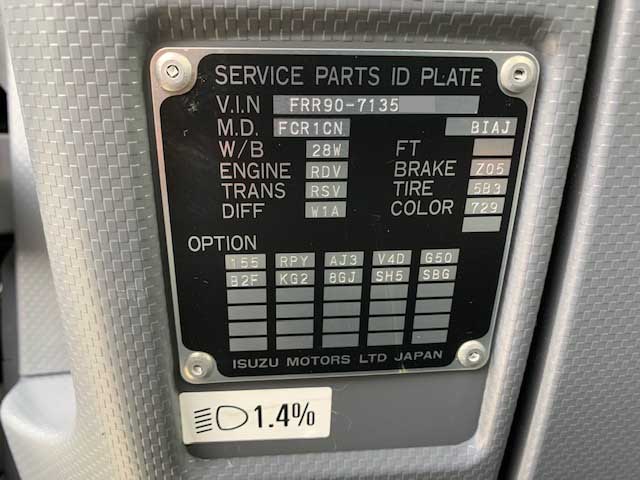 SERVICE PARTS ID PLATE
V.I.N FRR90-7135
M.D. FCR1CN BIAJ
W/B 28W FT
ENGINE RDV BRAKE Z05
TRANS RSV TIRE 5B3
DIFF W1A COLOR 729
OPTION
155 RPY AJ3 V4D G50
B2F KG2 8GJ SH5 SBG
ISUZU MOTORS LTD JAPAN
1.4%